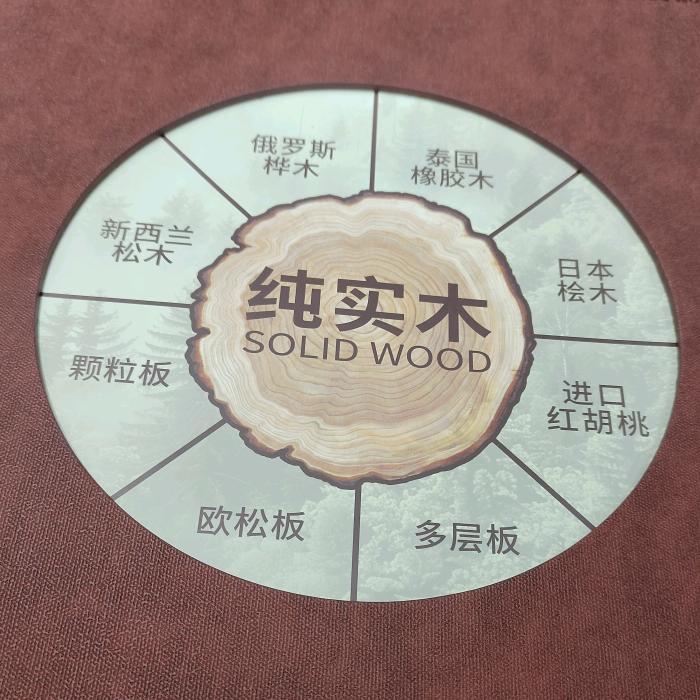 俄罗斯
桦木
泰国
橡胶木
新西兰
松木
日本
桧木
纯实木
SOLID WOOD
颗粒板
进口
红胡桃
欧松板
多层板